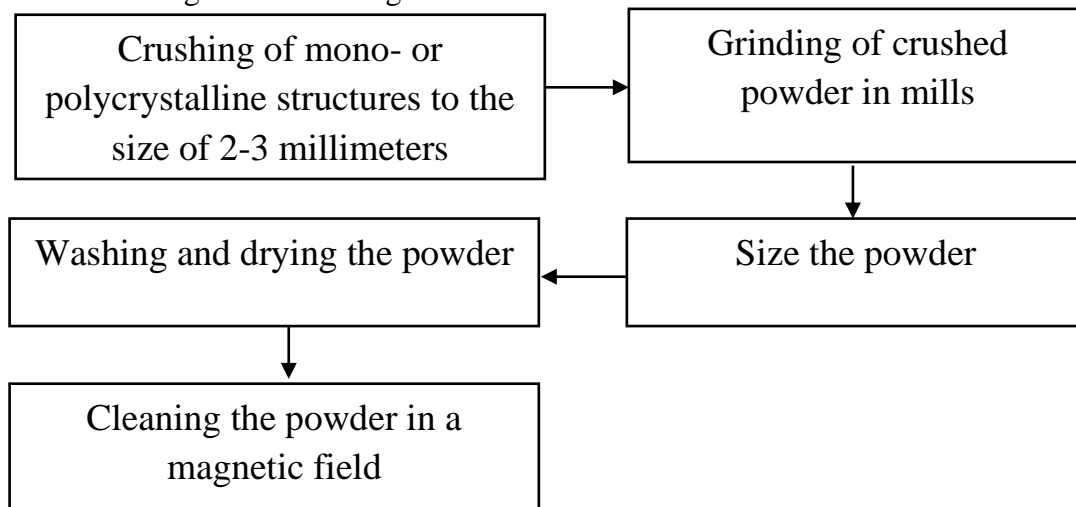 Crushing of mono- or
polycrystalline structures to the
size of 2-3 millimeters
Grinding of crushed
powder in mills
Size the powder
Washing and drying the powder
Cleaning the powder in a
magnetic field